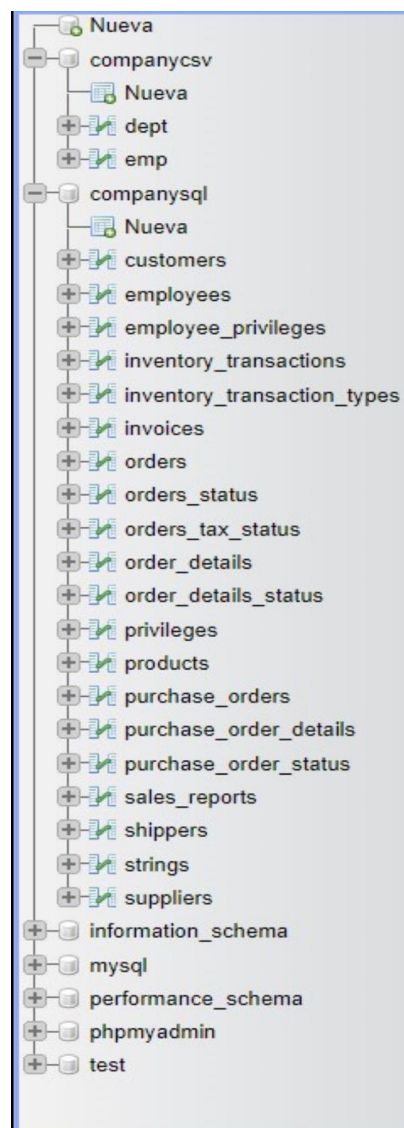 Nueva
companycsv
Nueva
dept
emp
companysql
Nueva
customers
employees
employee_privileges
inventory_transactions
inventory_transaction_types
invoices
orders
orders_status
orders_tax_status
order_details
order_details_status
privileges
products
purchase_orders
purchase_order_details
purchase_order_status
sales_reports
shippers
strings
suppliers
information_schema
mysql
performance_schema
phpmyadmin
test